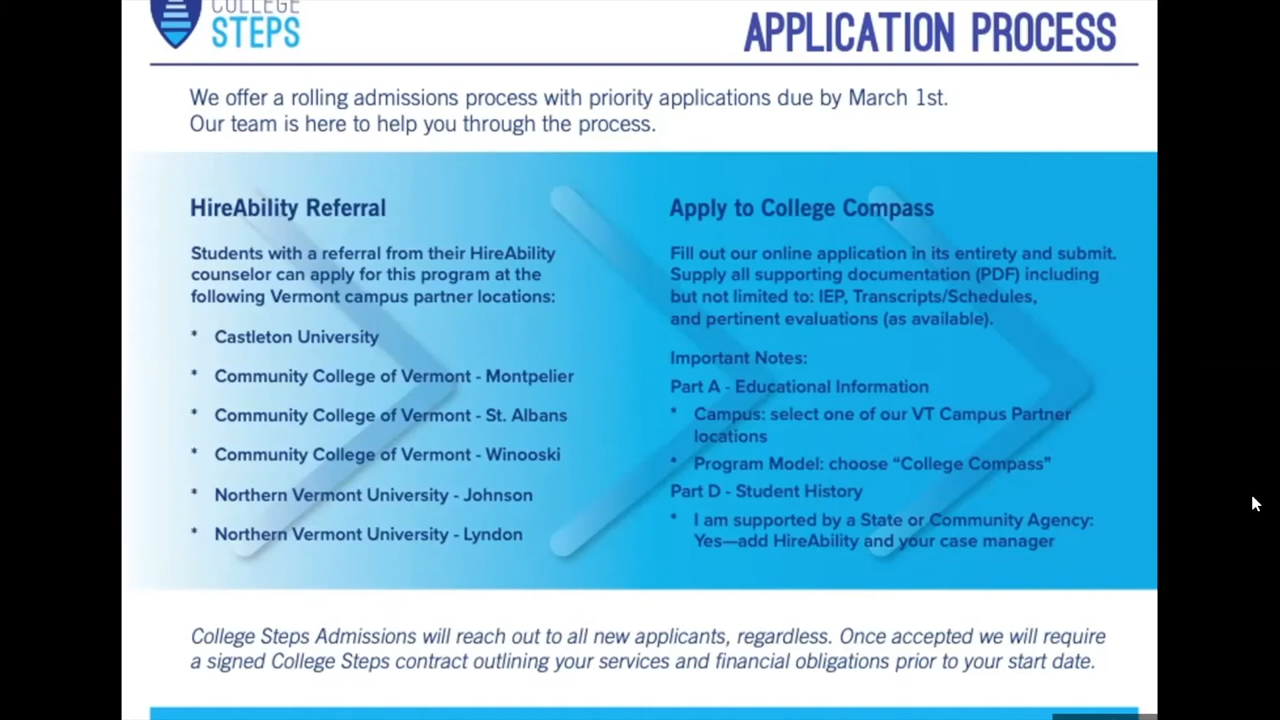 COLLEGE
STEPS
APPLICATION PROCESS
We offer a rolling admissions process with priority applications due by March 1st.
Our team is here to help you through the process.
HireAbility Referral
Students with a referral from their HireAbility
counselor can apply for this program at the
following Vermont campus partner locations:
* Castleton University
* Community College of Vermont - Montpelier
* Community College of Vermont - St. Albans
* Community College of Vermont - Winooski
* Northern Vermont University - Johnson
* Northern Vermont University - Lyndon
Apply to College Compass
Fill out our online application in its entirety and submit.
Supply all supporting documentation (PDF) including
but not limited to: IEP, Transcripts/Schedules,
and pertinent evaluations (as available).
Important Notes:
Part A - Educational Information
* Campus: select one of our VT Campus Partner
locations
* Program Model: choose “College Compass”
Part D - Student History
* I am supported by a State or Community Agency:
Yes—add HireAbility and your case manager
College Steps Admissions will reach out to all new applicants, regardless. Once accepted we will require
a signed College Steps contract outlining your services and financial obligations prior to your start date.